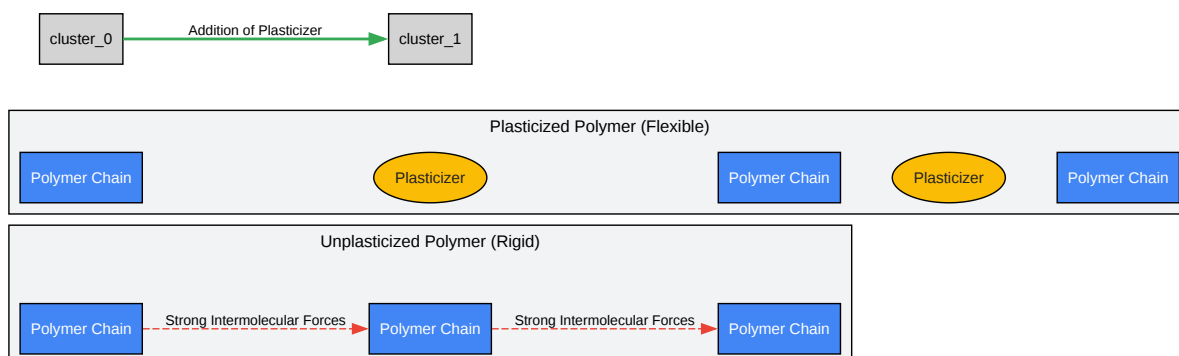 cluster_0
Addition of Plasticizer
cluster_1
Plasticized Polymer (Flexible)
Polymer Chain
Plasticizer
Polymer Chain
Plasticizer
Polymer Chain
Unplasticized Polymer (Rigid)
Polymer Chain
Strong Intermolecular Forces
Polymer Chain
Strong Intermolecular Forces
Polymer Chain